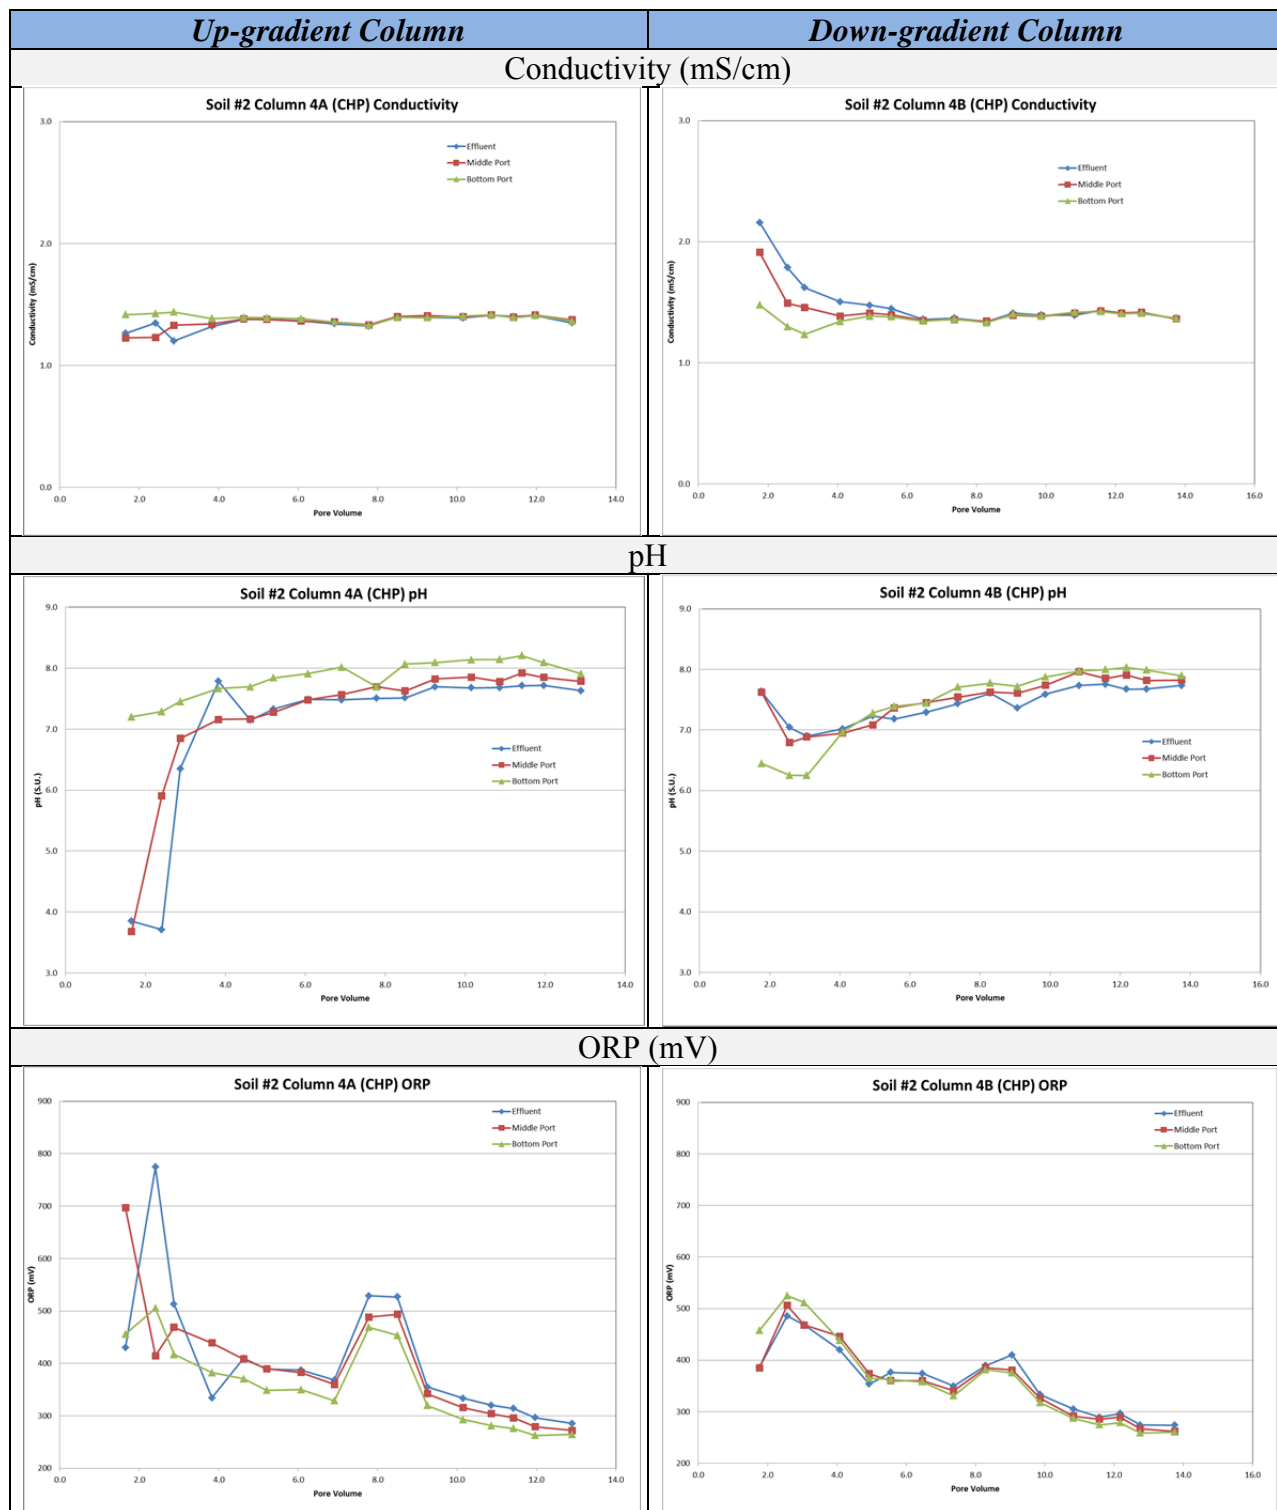 Up-gradient Column
Down-gradient Column
Conductivity (mS/cm)
Soil #2 Column 4A (CHP) Conductivity
3.0
2.0
1.0
0.0
Conductivity (mS/cm)
Effluent
Middle Port
Bottom Port
0.0 2.0 4.0 6.0 8.0 10.0 12.0 14.0
Pore Volume
Soil #2 Column 4B (CHP) Conductivity
3.0
2.0
1.0
0.0
Conductivity (mS/cm)
Effluent
Middle Port
Bottom Port
0.0 2.0 4.0 6.0 8.0 10.0 12.0 14.0 16.0
Pore Volume
pH
Soil #2 Column 4A (CHP) pH
9.0
8.0
7.0
6.0
5.0
4.0
3.0
pH (S.U.)
Effluent
Middle Port
Bottom Port
0.0 2.0 4.0 6.0 8.0 10.0 12.0 14.0
Pore Volume
Soil #2 Column 4B (CHP) pH
9.0
8.0
7.0
6.0
5.0
4.0
3.0
pH (S.U.)
Effluent
Middle Port
Bottom Port
0.0 2.0 4.0 6.0 8.0 10.0 12.0 14.0 16.0
Pore Volume
ORP (mV)
Soil #2 Column 4A (CHP) ORP
900
800
700
600
500
400
300
200
ORP (mV)
Effluent
Middle Port
Bottom Port
0.0 2.0 4.0 6.0 8.0 10.0 12.0 14.0
Pore Volume
Soil #2 Column 4B (CHP) ORP
900
800
700
600
500
400
300
200
ORP (mV)
Effluent
Middle Port
Bottom Port
0.0 2.0 4.0 6.0 8.0 10.0 12.0 14.0 16.0
Pore Volume